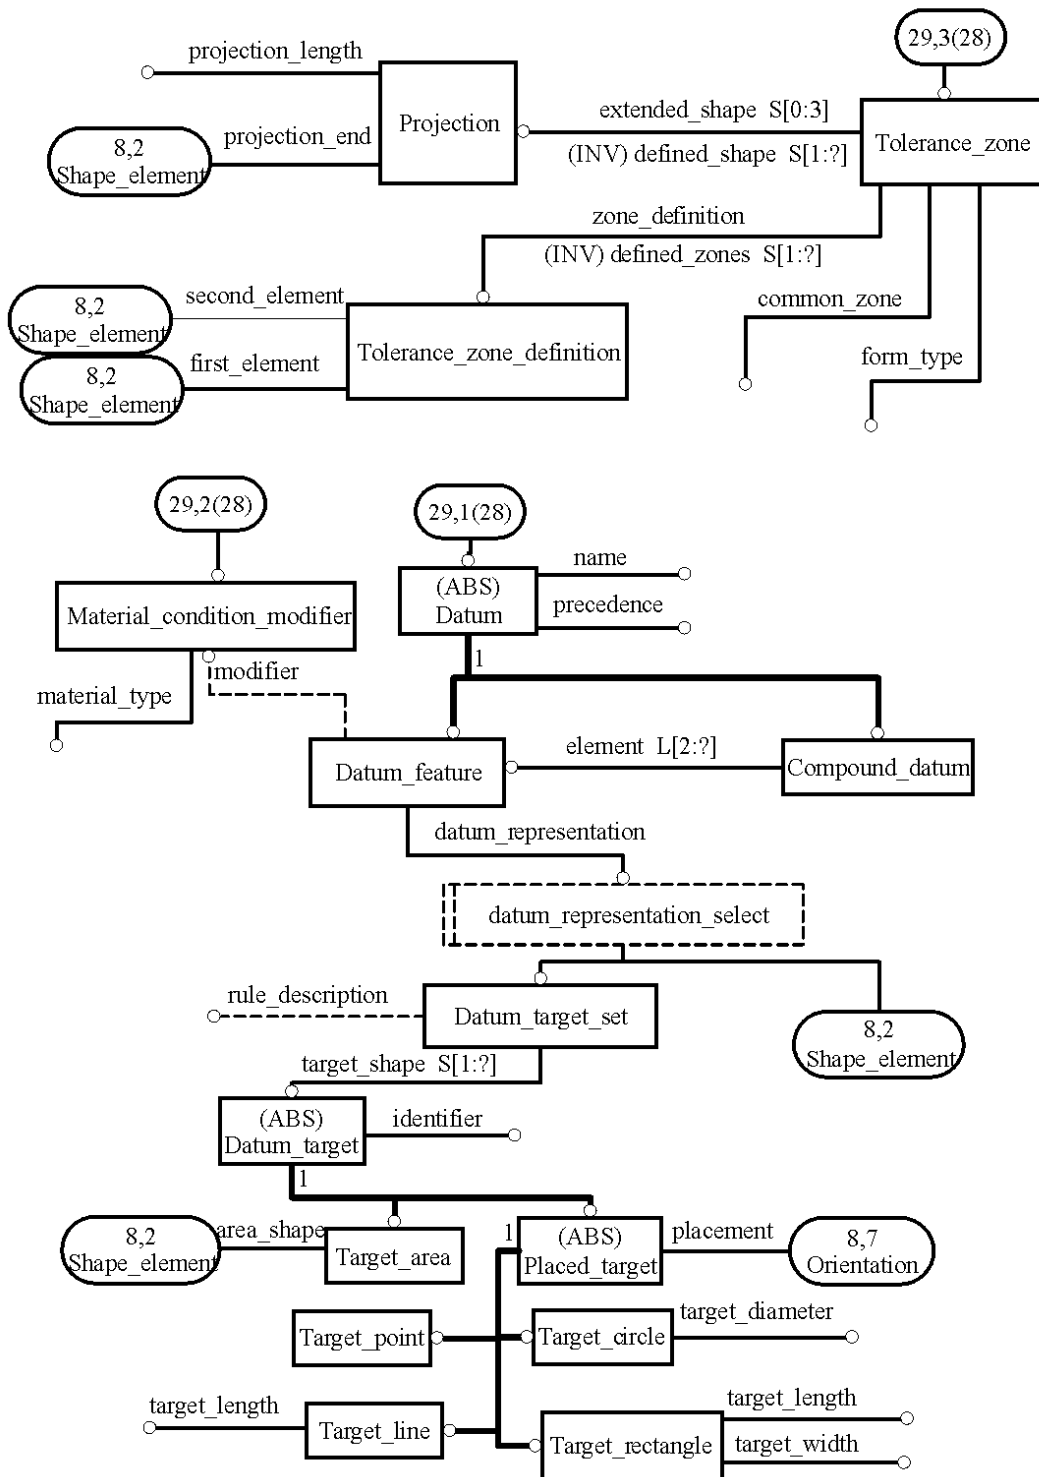 29,3(28)
projection_length
Projection
extended_shape S[0:3]
(INV) defined_shape S[1:?]
Tolerance_zone
projection_end
8,2
Shape_element
zone_definition
(INV) defined_zones S[1:?]
second_element
8,2
Shape_element
common_zone
Tolerance_zone_definition
first_element
8,2
Shape_element
form_type
29,2(28)
29,1(28)
name
(ABS)
Datum
precedence
Material_condition_modifier
1
modifier
material_type
element L[2:?]
Datum_feature
Compound_datum
datum_representation
datum_representation_select
rule_description
Datum_target_set
8,2
Shape_element
target_shape S[1:?]
(ABS)
Datum_target
identifier
1
8,2
Shape_element
area_shape
Target_area
1
(ABS)
Placed_target
placement
8,7
Orientation
Target_point
Target_circle
target_diameter
target_length
Target_line
target_length
Target_rectangle
target_width